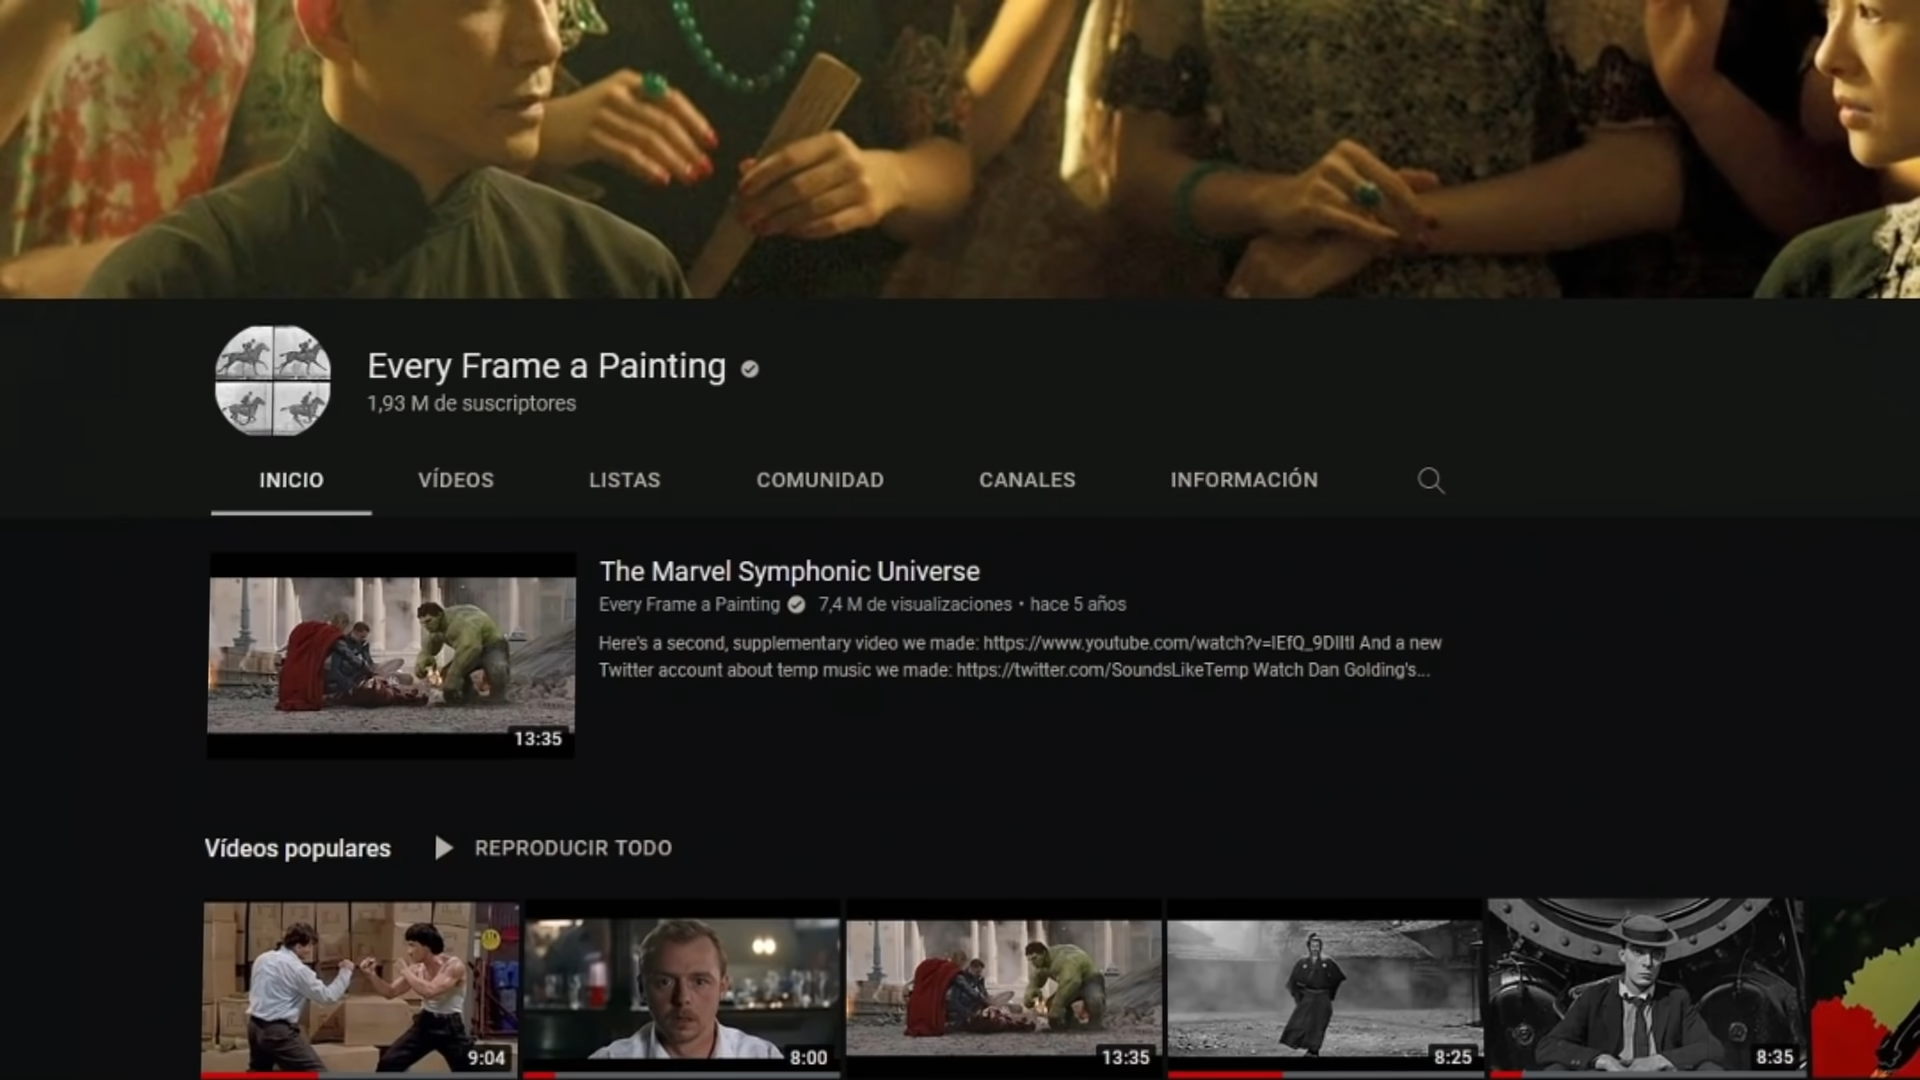 Every Frame a Painting
1,93 M de suscriptores
INICIO VÍDEOS LISTAS COMUNIDAD CANALES INFORMACIÓN
The Marvel Symphonic Universe
Every Frame a Painting 7,4 M de visualizaciones • hace 5 años
Here's a second, supplementary video we made: https://www.youtube.com/watch?v=lEfQ_9DIItI And a new
Twitter account about temp music we made: https://twitter.com/SoundsLikeTemp Watch Dan Golding's...
13:35
Vídeos populares REPRODUCIR TODO
9:04 8:00 13:35 8:25 8:35